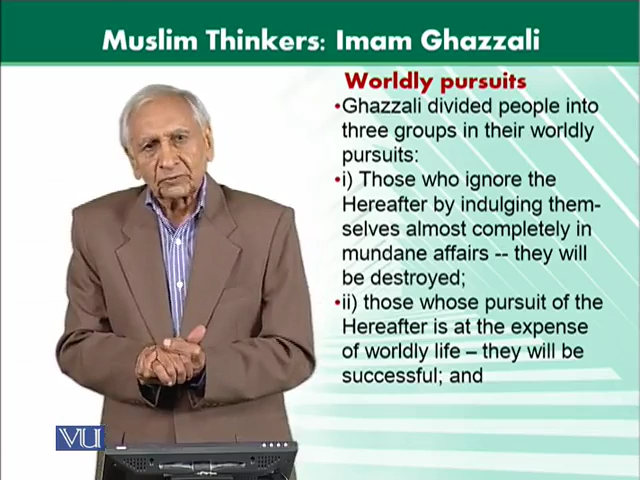 Muslim Thinkers: Imam Ghazzali
Worldly pursuits
•Ghazzali divided people into
three groups in their worldly
pursuits:
•i) Those who ignore the
Hereafter by indulging them-
selves almost completely in
mundane affairs -- they will
be destroyed;
•ii) those whose pursuit of the
Hereafter is at the expense
of worldly life – they will be
successful; and
VU